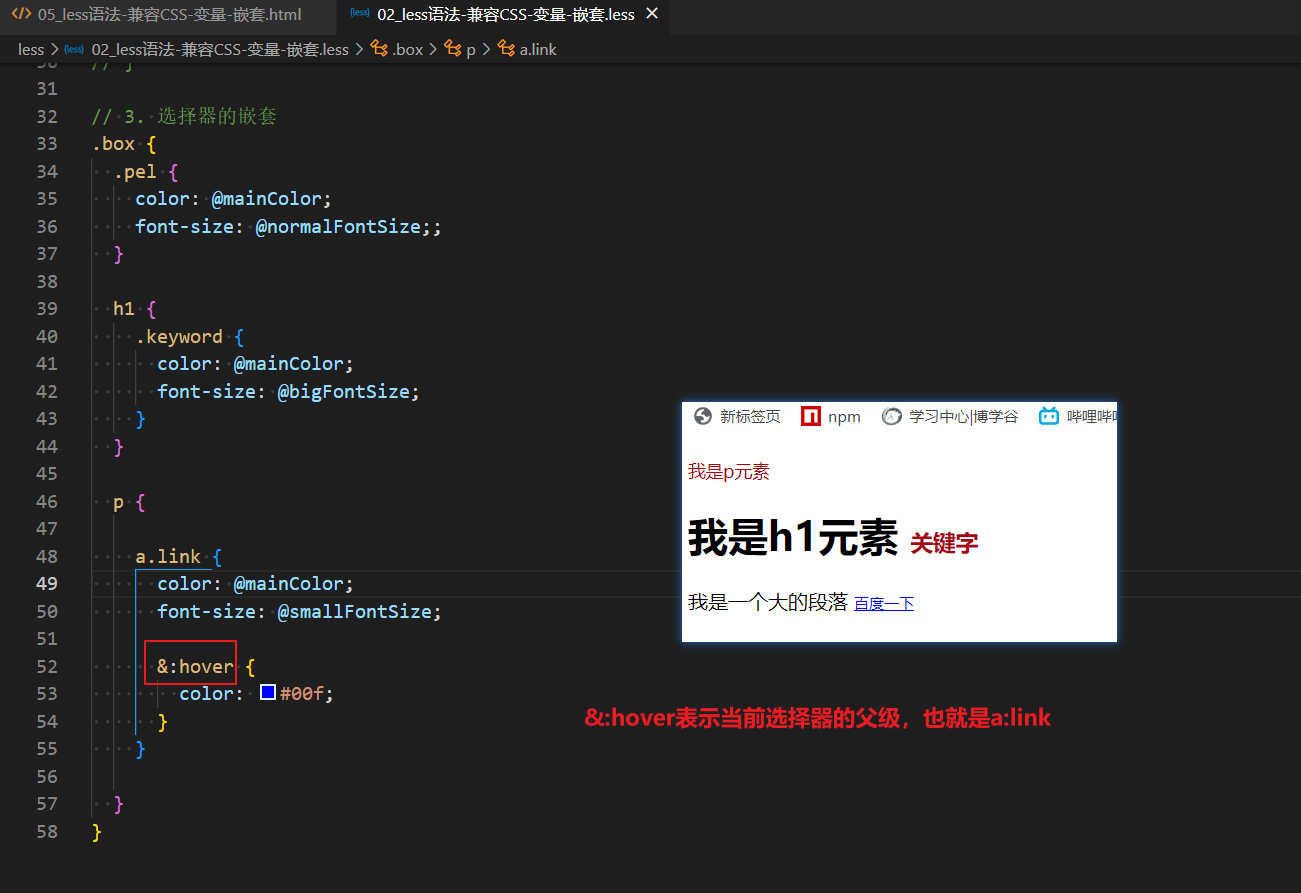 05_less语法-兼容CSS-变量-嵌套.html
02_less语法-兼容CSS-变量-嵌套.less
less > 02_less语法-兼容CSS-变量-嵌套.less > .box > p > a.link
30 // }
31
32 // 3. 选择器的嵌套
33 .box {
34 .pel {
35 color: @mainColor;
36 font-size: @normalFontSize;;
37 }
38
39 h1 {
40 .keyword {
41 color: @mainColor;
42 font-size: @bigFontSize;
43 }
44 }
45
46 p {
47
48 a.link {
49 color: @mainColor;
50 font-size: @smallFontSize;
51
52 &:hover {
53 color: #00f;
54 }
55 }
56
57 }
58 }
新标签页 npm 学习中心|博学谷 哔哩哔
我是p元素
我是h1元素 关键字
我是一个大的段落 百度一下
&:hover表示当前选择器的父级，也就是a:link